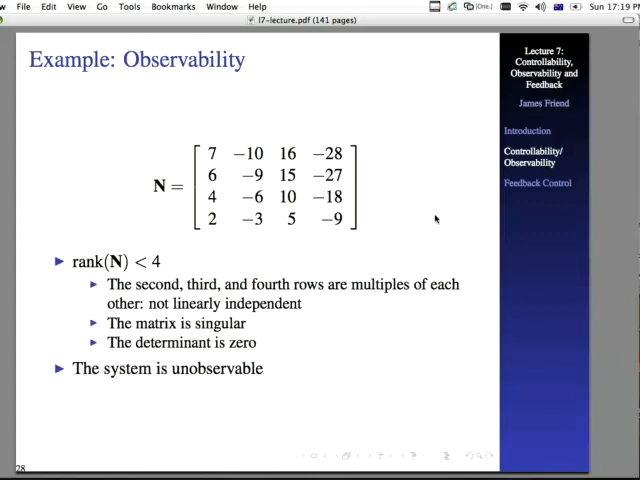 w File Edit View Go Tools Bookmarks Window Help (One.) Sun 17:19 PM
l7-lecture.pdf (141 pages)
Example: Observability
Lecture 7:
Controllability,
Observability and
Feedback
James Friend
Introduction
Controllability/
Observability
Feedback Control
7 −10 16 −28
N = 6 −9 15 −27
4 −6 10 −18
2 −3 5 −9
rank(N) < 4
The second, third, and fourth rows are multiples of each
other: not linearly independent
The matrix is singular
The determinant is zero
The system is unobservable
28